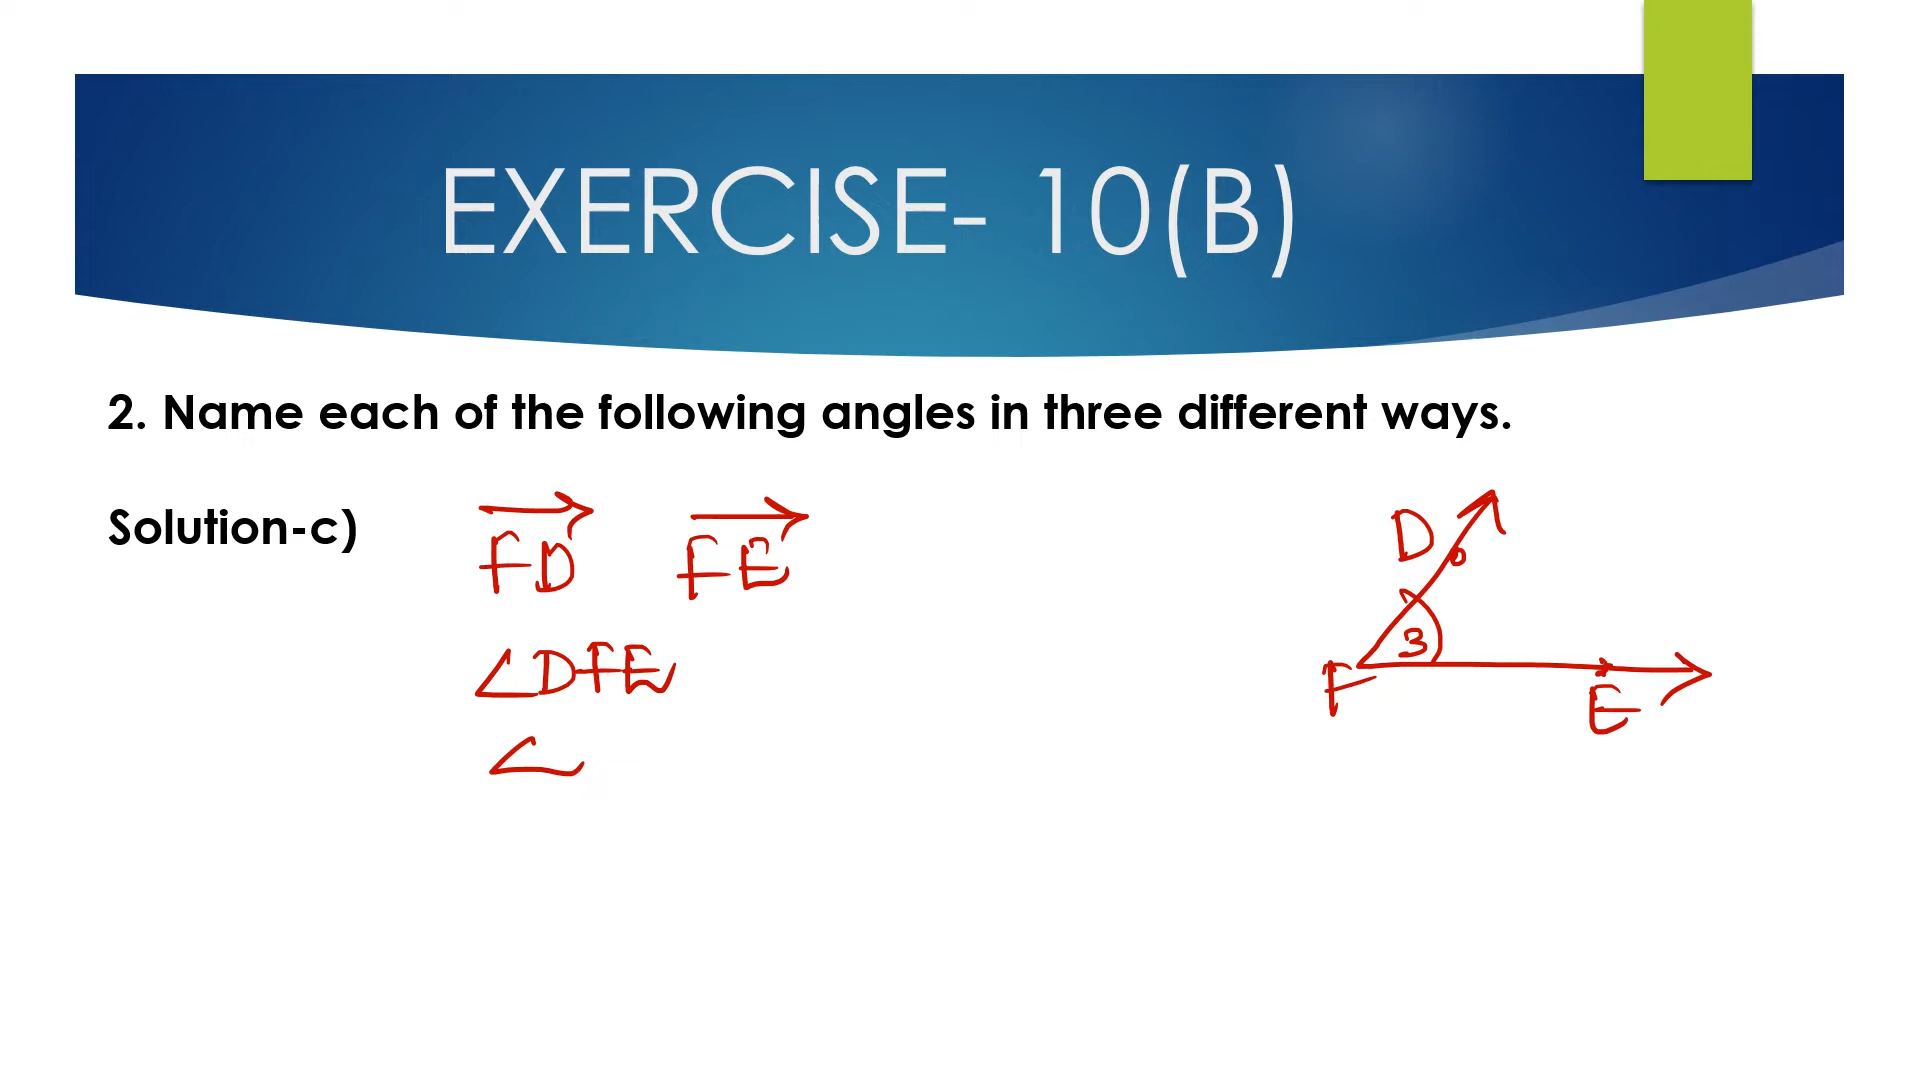 EXERCISE- 10(B)
2. Name each of the following angles in three different ways.
Solution-c)
FD FE
∠DFE
∠
D
3
F
E